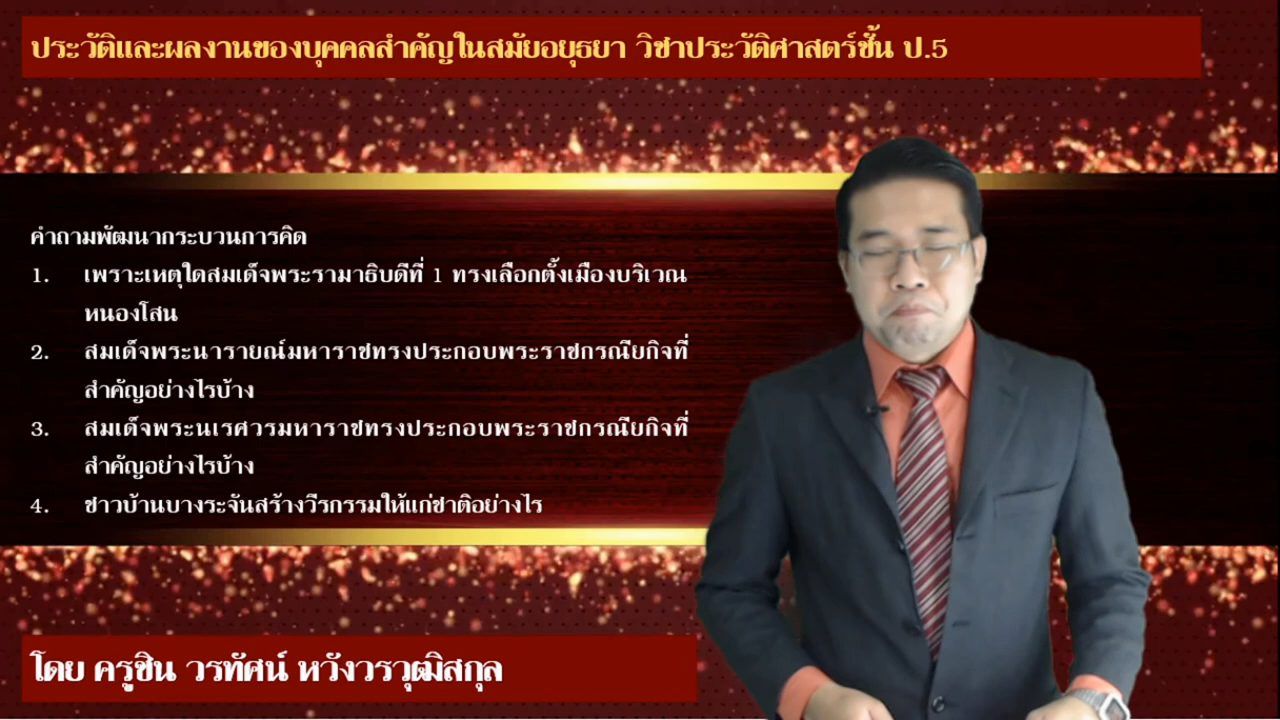 ประวัติและผลงานของบุคคลสำคัญในสมัยอยุธยา วิชาประวัติศาสตร์ชั้น ป.5
คำถามพัฒนากระบวนการคิด
1. เพราะเหตุใดสมเด็จพระรามาธิบดีที่ 1 ทรงเลือกตั้งเมืองบริเวณ
หนองโสน
2. สมเด็จพระนารายณ์มหาราชทรงประกอบพระราชกรณียกิจที่
สำคัญอย่างไรบ้าง
3. สมเด็จพระนเรศวรมหาราชทรงประกอบพระราชกรณียกิจที่
สำคัญอย่างไรบ้าง
4. ชาวบ้านบางระจันสร้างวีรกรรมให้แก่ชาติอย่างไร
โดย ครูชิน วรทัศน์ หวังวรวุฒิสกุล